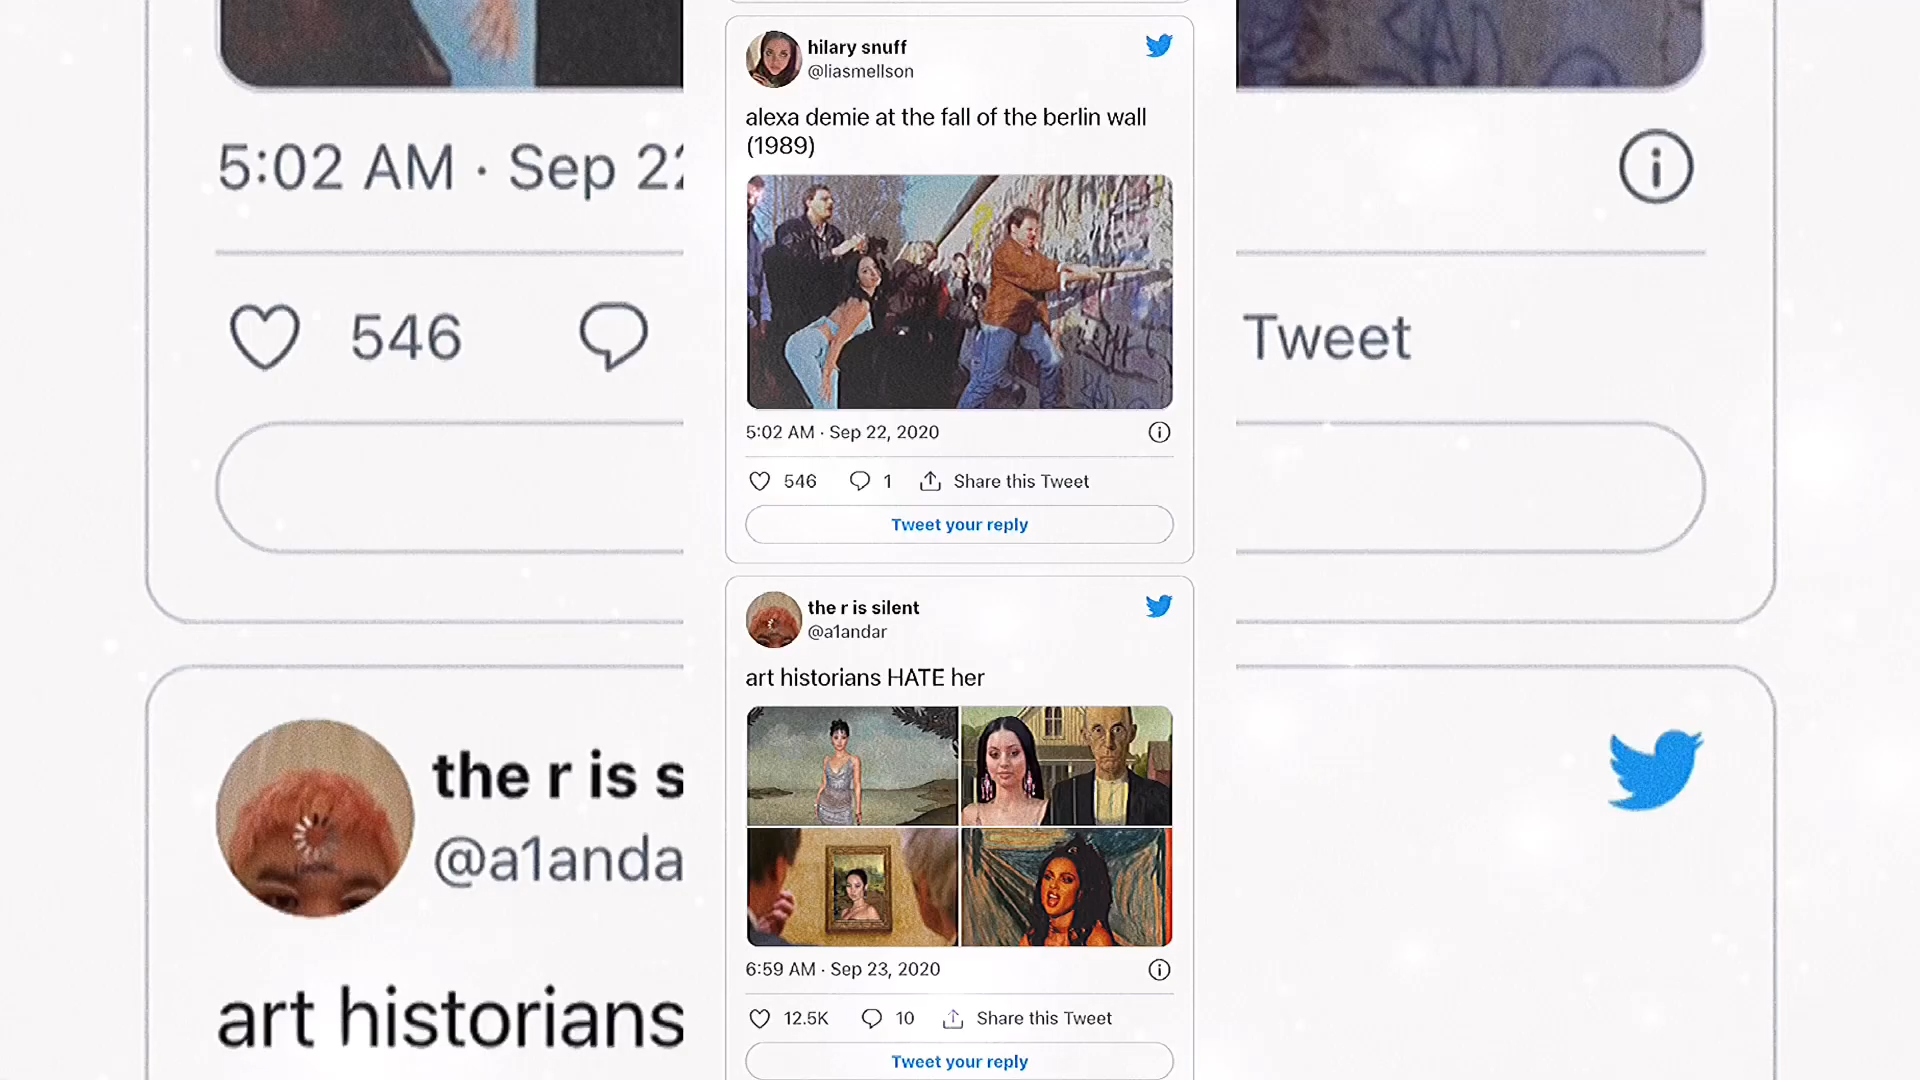 hilary snuff
@liasmellson
alexa demie at the fall of the berlin wall
(1989)
5:02 AM · Sep 22, 2020
546
1
Share this Tweet
Tweet your reply
the r is silent
@a1andar
art historians HATE her
6:59 AM · Sep 23, 2020
12.5K
10
Share this Tweet
Tweet your reply
5:02 AM · Sep 22
546
Tweet
the r is s
@a1anda
art historians